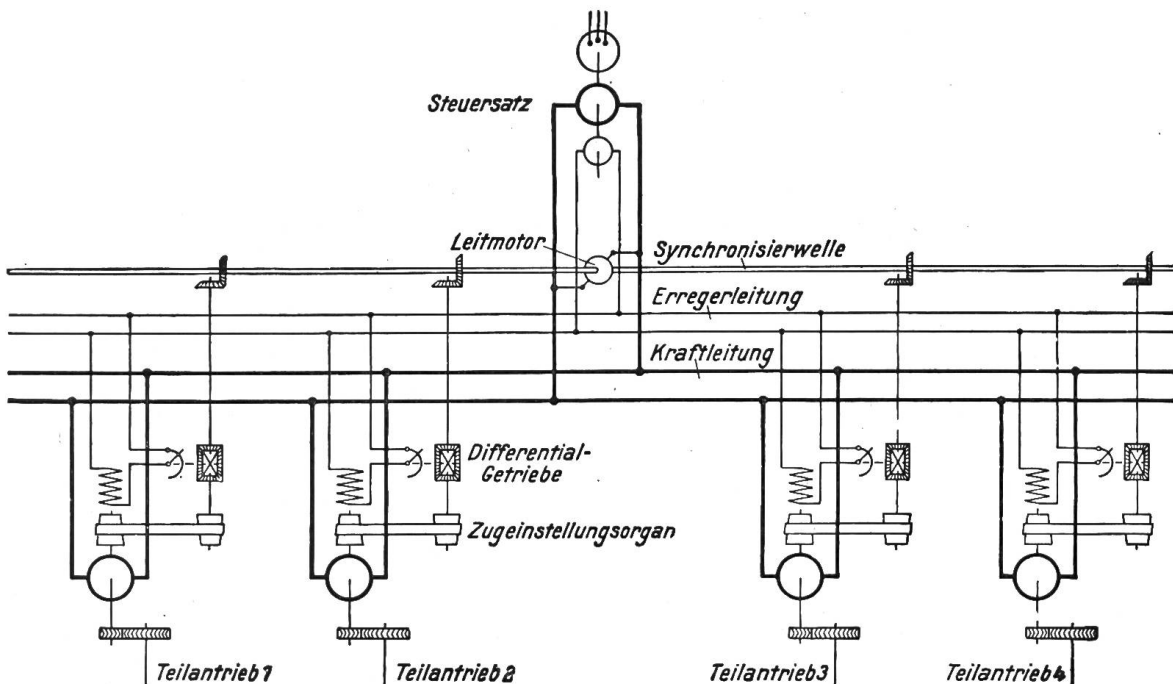 Steuersatz
Leitmotor
Synchronisierwelle
Erregerleitung
Kraftleitung
Differential-
Getriebe
Zugeinstellungsorgan
Teilantrieb 1
Teilantrieb 2
Teilantrieb 3
Teilantrieb 4